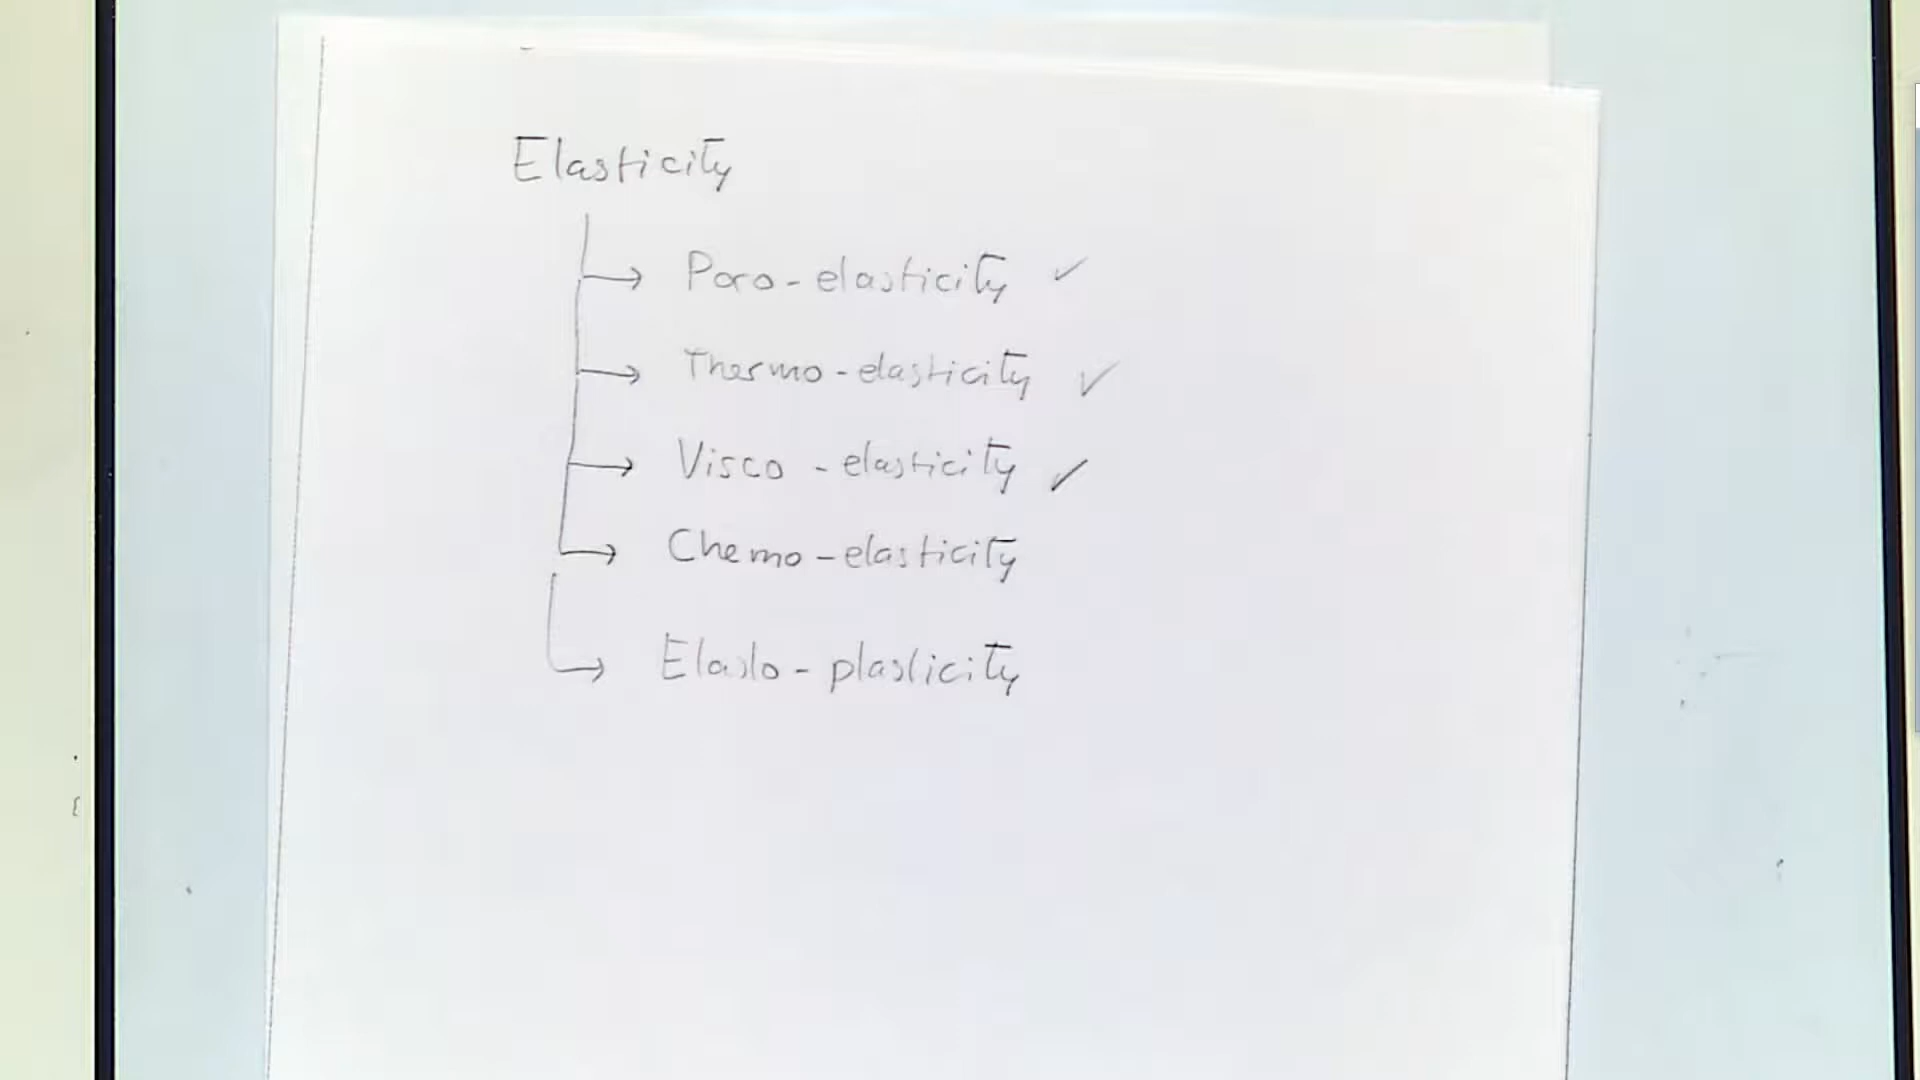 Elasticity
→ Poro-elasticity ✓
→ Thermo-elasticity ✓
→ Visco-elasticity ✓
→ Chemo-elasticity
→ Elasto-plasticity